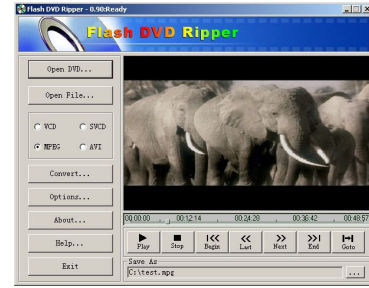 Flash DVD Ripper - 0.90:Ready
Flash DVD Ripper
Open DVD...
Open File...
VCD
SVCD
MPEG
AVI
Convert...
Options...
About...
Help...
Exit
00:00:00
00:12:14
00:24:28
00:36:42
00:48:57
Play
Stop
Begin
Last
Next
End
Goto
Save As
C:\test.mpg
...